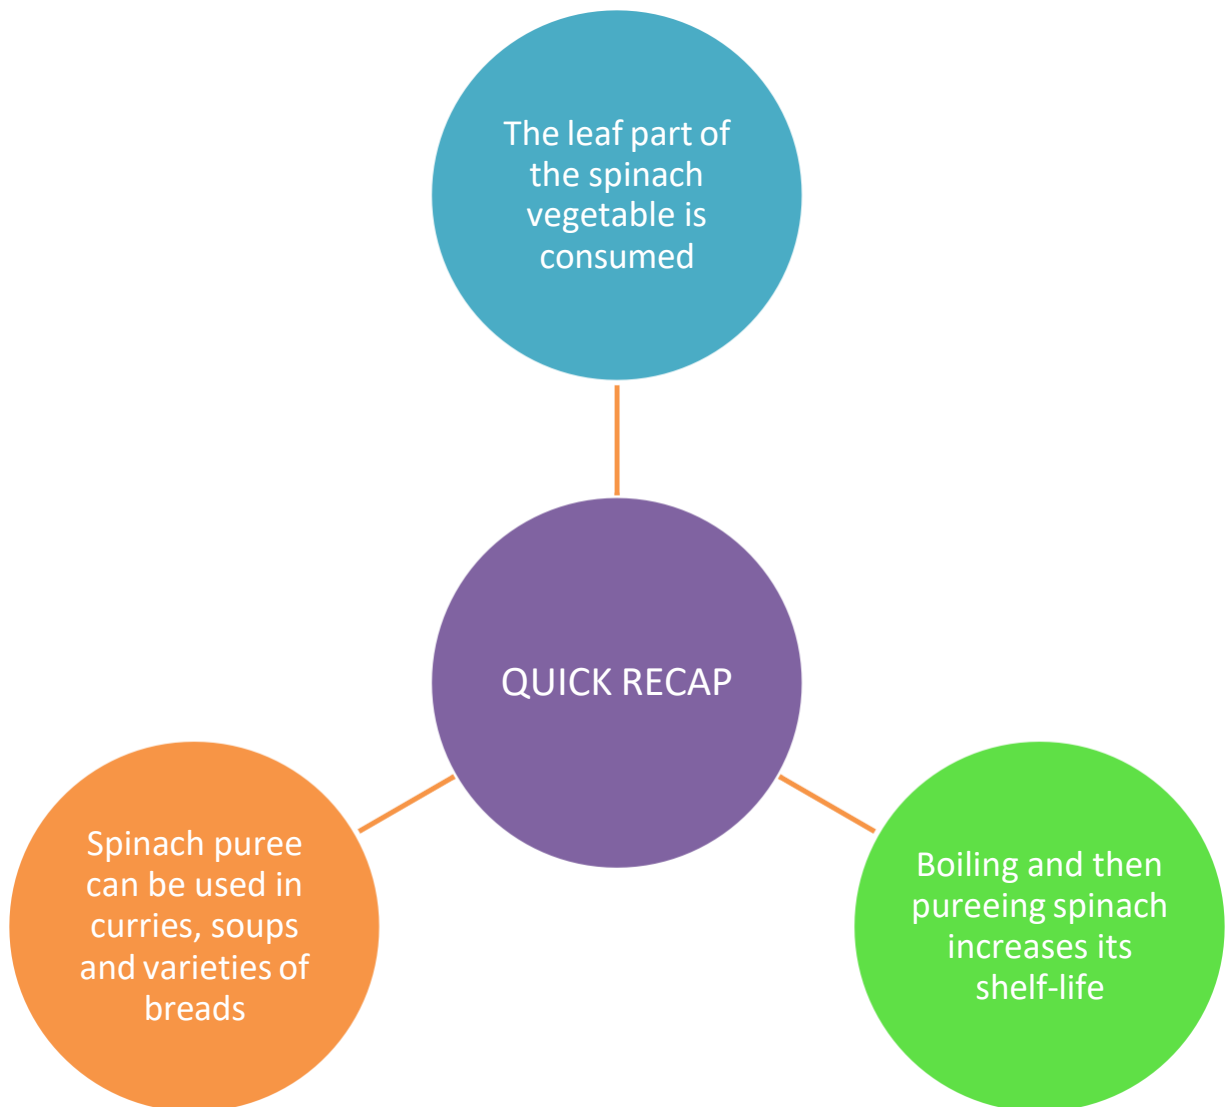 The leaf part of
the spinach
vegetable is
consumed
QUICK RECAP
Boiling and then
pureeing spinach
increases its
shelf-life
Spinach puree
can be used in
curries, soups
and varieties of
breads